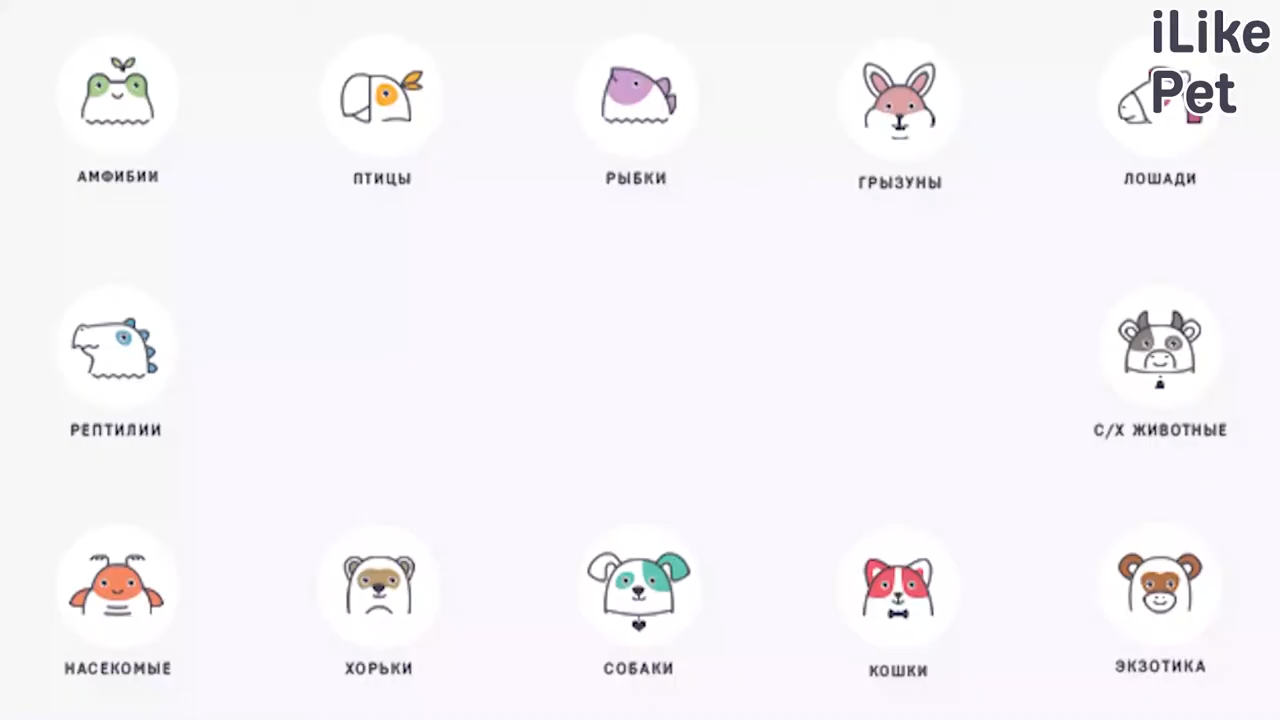 iLike
Pet
АМФИБИИ
ПТИЦЫ
РЫБКИ
ГРЫЗУНЫ
ЛОШАДИ
РЕПТИЛИИ
С/Х ЖИВОТНЫЕ
НАСЕКОМЫЕ
ХОРЬКИ
СОБАКИ
КОШКИ
ЭКЗОТИКА